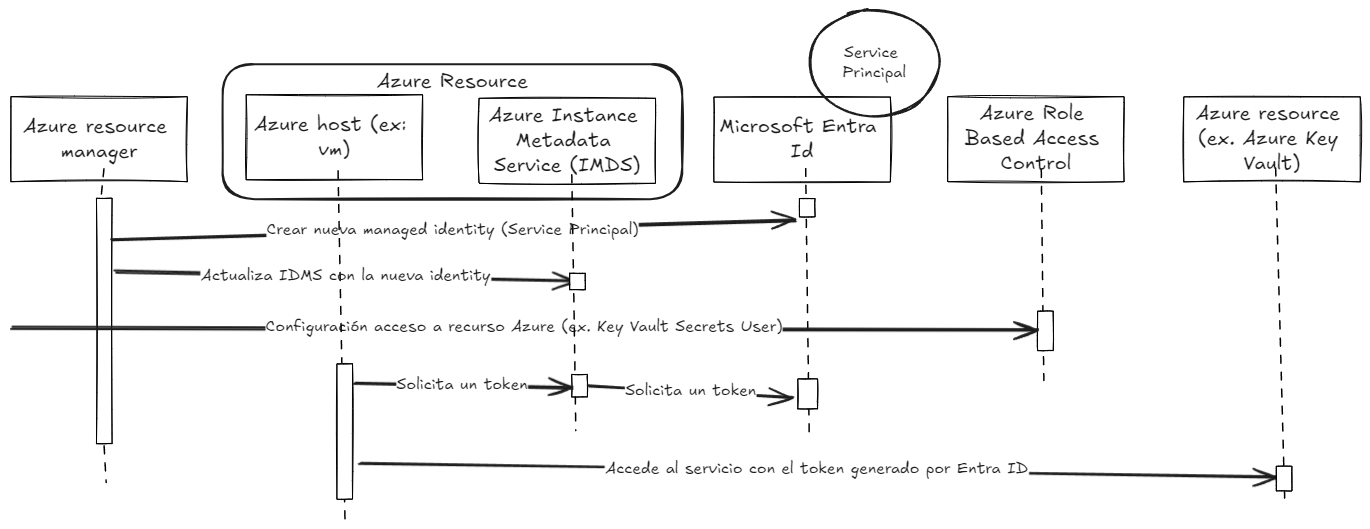 Service
Principal
Azure Resource
Azure resource
manager
Azure host (ex:
vm)
Azure Instance
Metadata
Service (IMDS)
Microsoft Entra
Id
Azure Role
Based Access
Control
Azure resource
(ex. Azure Key
Vault)
Crear nueva managed identity (Service Principal)
Actualiza IDMS con la nueva identity
Configuración acceso a recurso Azure (ex. Key Vault Secrets User)
Solicita un token
Solicita un token
Accede al servicio con el token generado por Entra ID